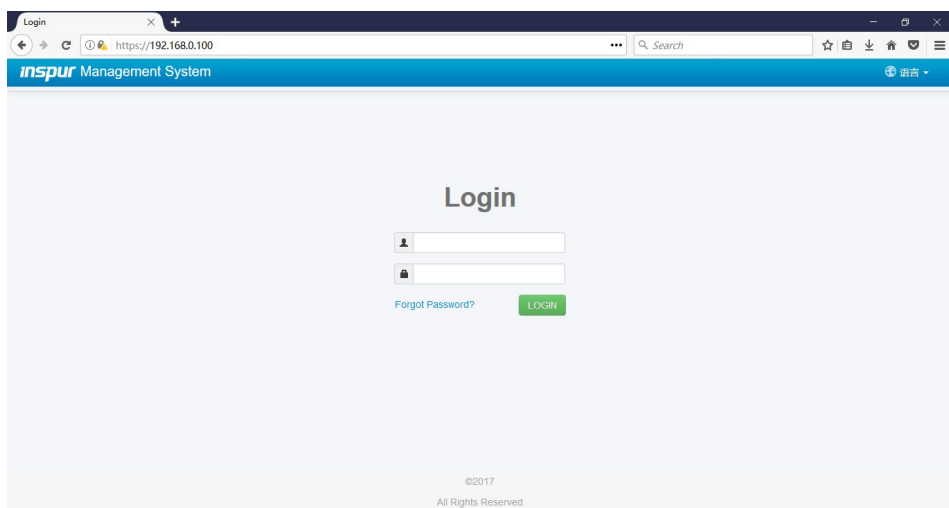 Login
https://192.168.0.100
Search
inspur Management System
语言
Login
Forgot Password?
LOGIN
©2017
All Rights Reserved